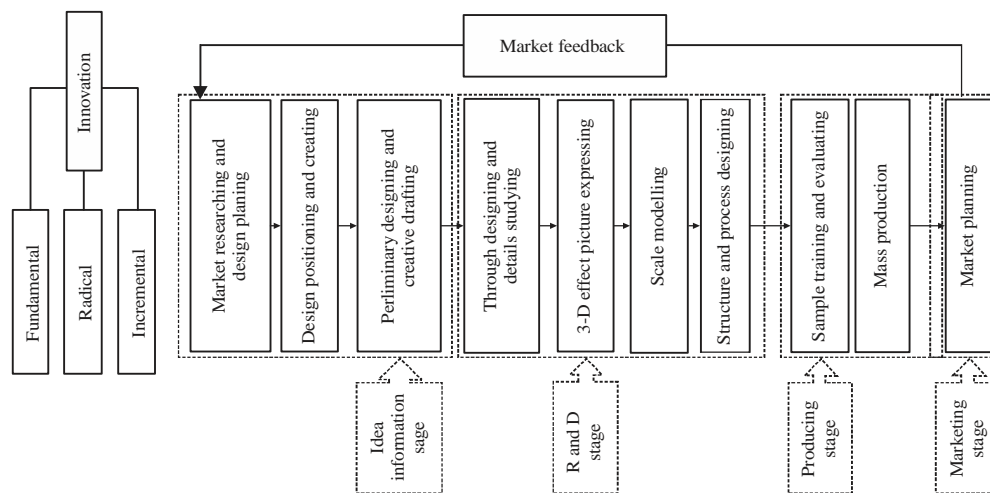 Market feedback
Innovation
Fundamental
Radical
Incremental
Market researching and
design planing
Design positioning and creating
Perliminary designing and
creative drafting
Through designing and
details studying
3-D effect picture expressing
Scale modelling
Structure and process designing
Sample training and evaluating
Mass production
Market planning
Idea
information
sage
R and D
stage
Producing
stage
Marketing
stage